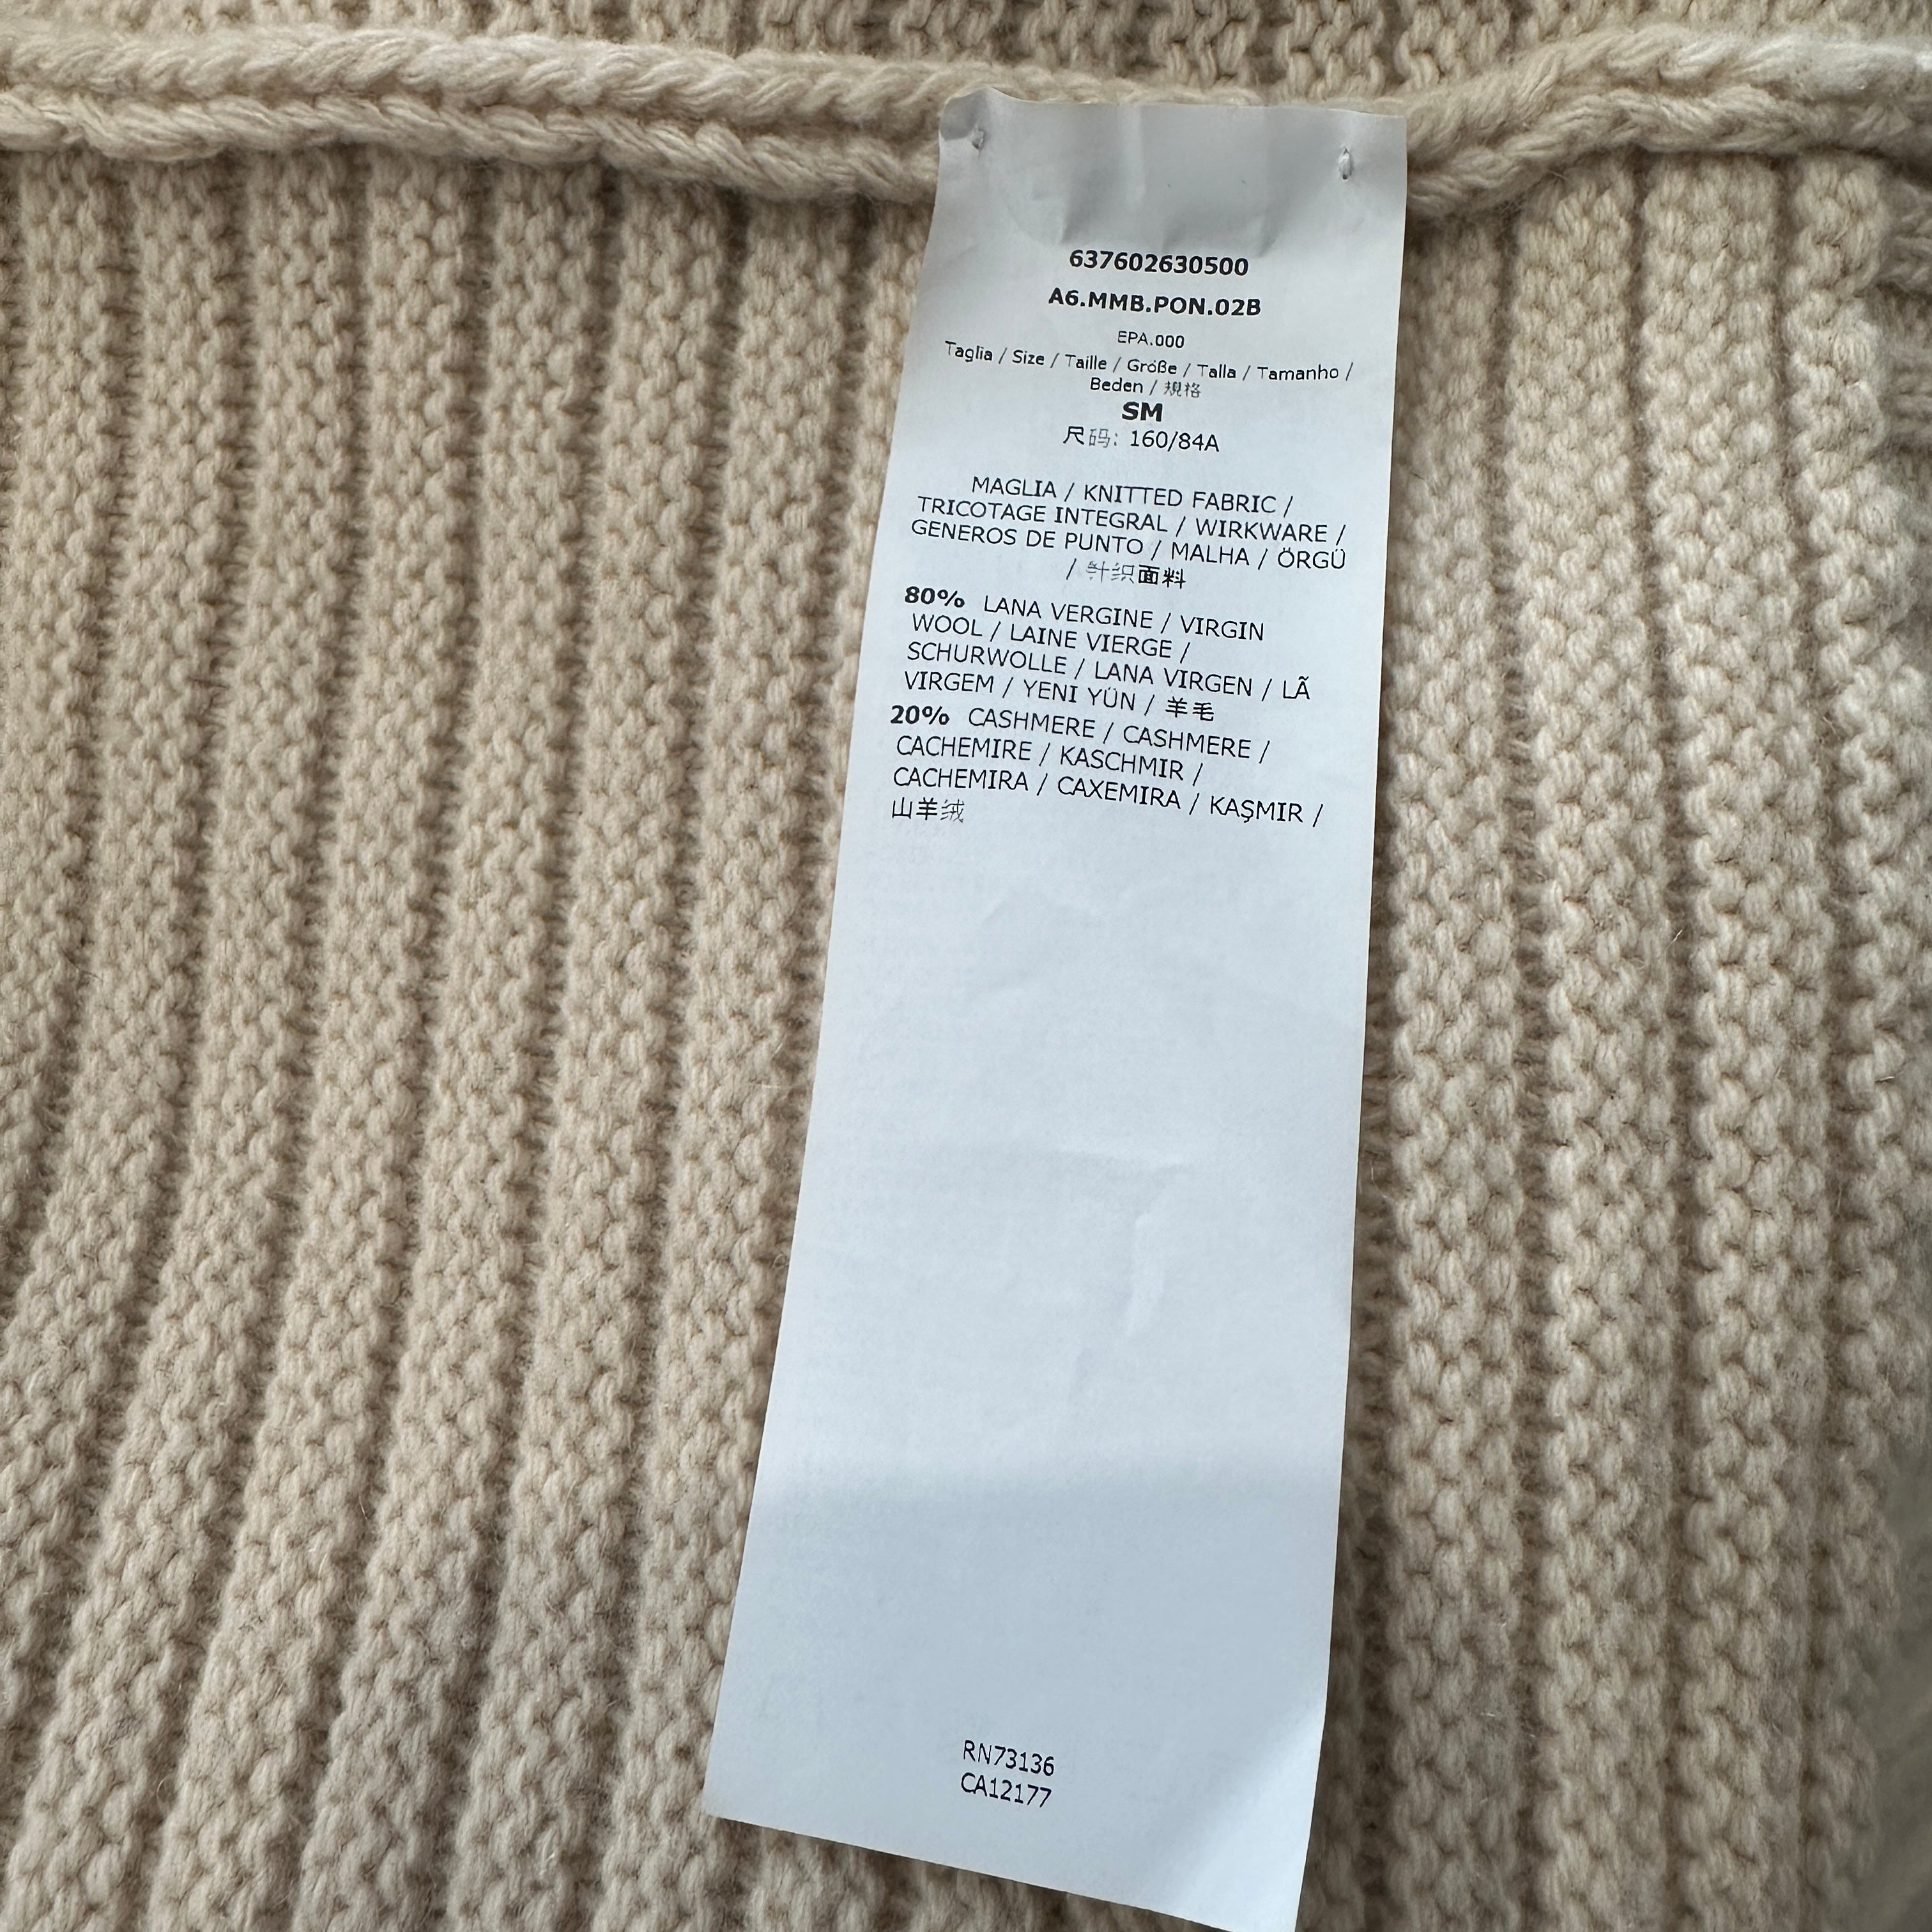 637602630500
A6.MMB.PON.02B
EPA.000
Taglia / Size / Taille / Größe / Talla / Tamanho /
Beden / 規格
SM
尺码: 160/84A
MAGLIA / KNITTED FABRIC /
TRICOTAGE INTEGRAL / WIRKWARE /
GENEROS DE PUNTO / MALHA / ÖRGÜ
/ 针织面料
80% LANA VERGINE / VIRGIN
WOOL / LAINE VIERGE /
SCHURWOLLE / LANA VIRGEN / LÃ
VIRGEM / YENI YÜN / 羊毛
20% CASHMERE / CASHMERE /
CACHEMIRE / KASCHMIR /
CACHEMIRA / CAXEMIRA / KAŞMIR /
山羊绒
RN73136
CA12177